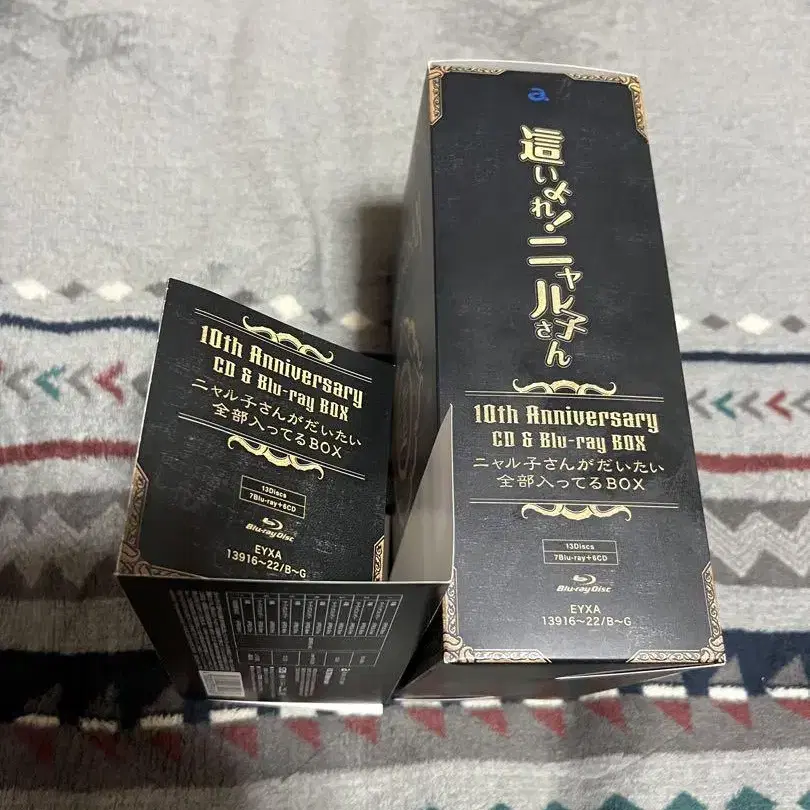 10th Anniversary
CD & Blu-ray BOX
ニャル子さんがだいたい
全部入ってるBOX
13Discs
7Blu-ray+6CD
Blu-ray Disc
EYXA
13916~22/B~G
a
這いよれ!ニャル子さん
10th Anniversary
CD & Blu-ray BOX
ニャル子さんがだいたい
全部入ってるBOX
13Discs
7Blu-ray+6CD
Blu-ray Disc
EYXA
13916~22/B~G